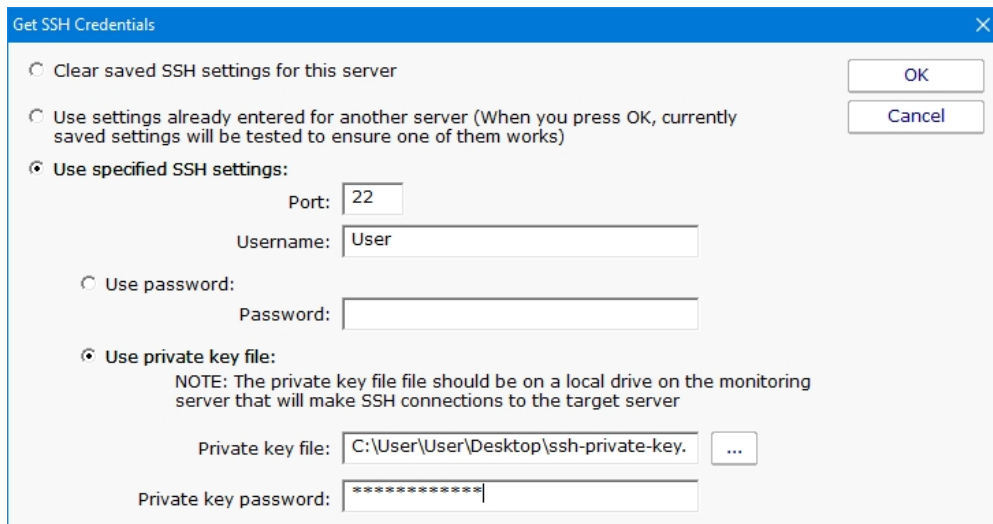 Get SSH Credentials
Clear saved SSH settings for this server
OK
Use settings already entered for another server (When you press OK, currently
saved settings will be tested to ensure one of them works)
Cancel
Use specified SSH settings:
Port: 22
Username: User
Use password:
Password:
Use private key file:
NOTE: The private key file file should be on a local drive on the monitoring
server that will make SSH connections to the target server
Private key file: C:\User\User\Desktop\ssh-private-key. ...
Private key password: ************